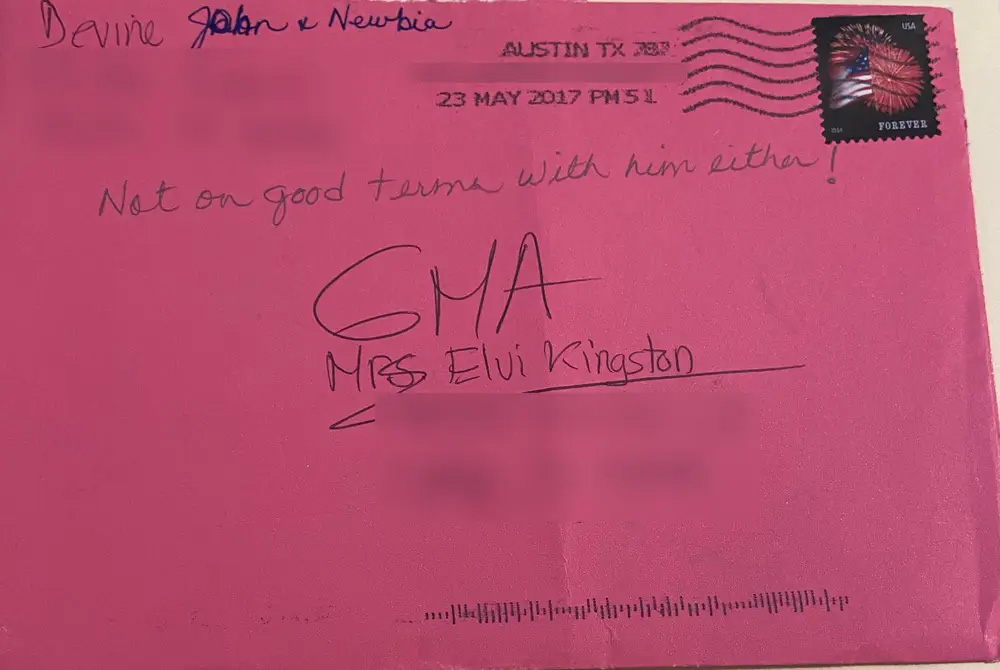 Devine John & Newbia
AUSTIN TX
23 MAY 2017 PM 5 L
USA
FOREVER
Not on good terms with him either!
GMA
MRS Elvi Kingston